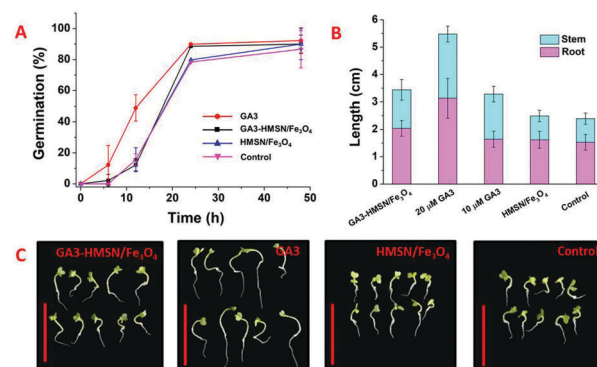 A
Germination (%)
100
80
60
40
20
0
GA3
GA3-HMSN/Fe₃O₄
HMSN/Fe₃O₄
Control
0 10 20 30 40 50
Time (h)
B
Length (cm)
6
5
4
3
2
1
0
Stem
Root
GA3-HMSN/Fe₃O₄
20 μM GA3
10 μM GA3
HMSN/Fe₃O₄
Control
C
GA3-HMSN/Fe₃O₄
GA3
HMSN/Fe₃O₄
Control